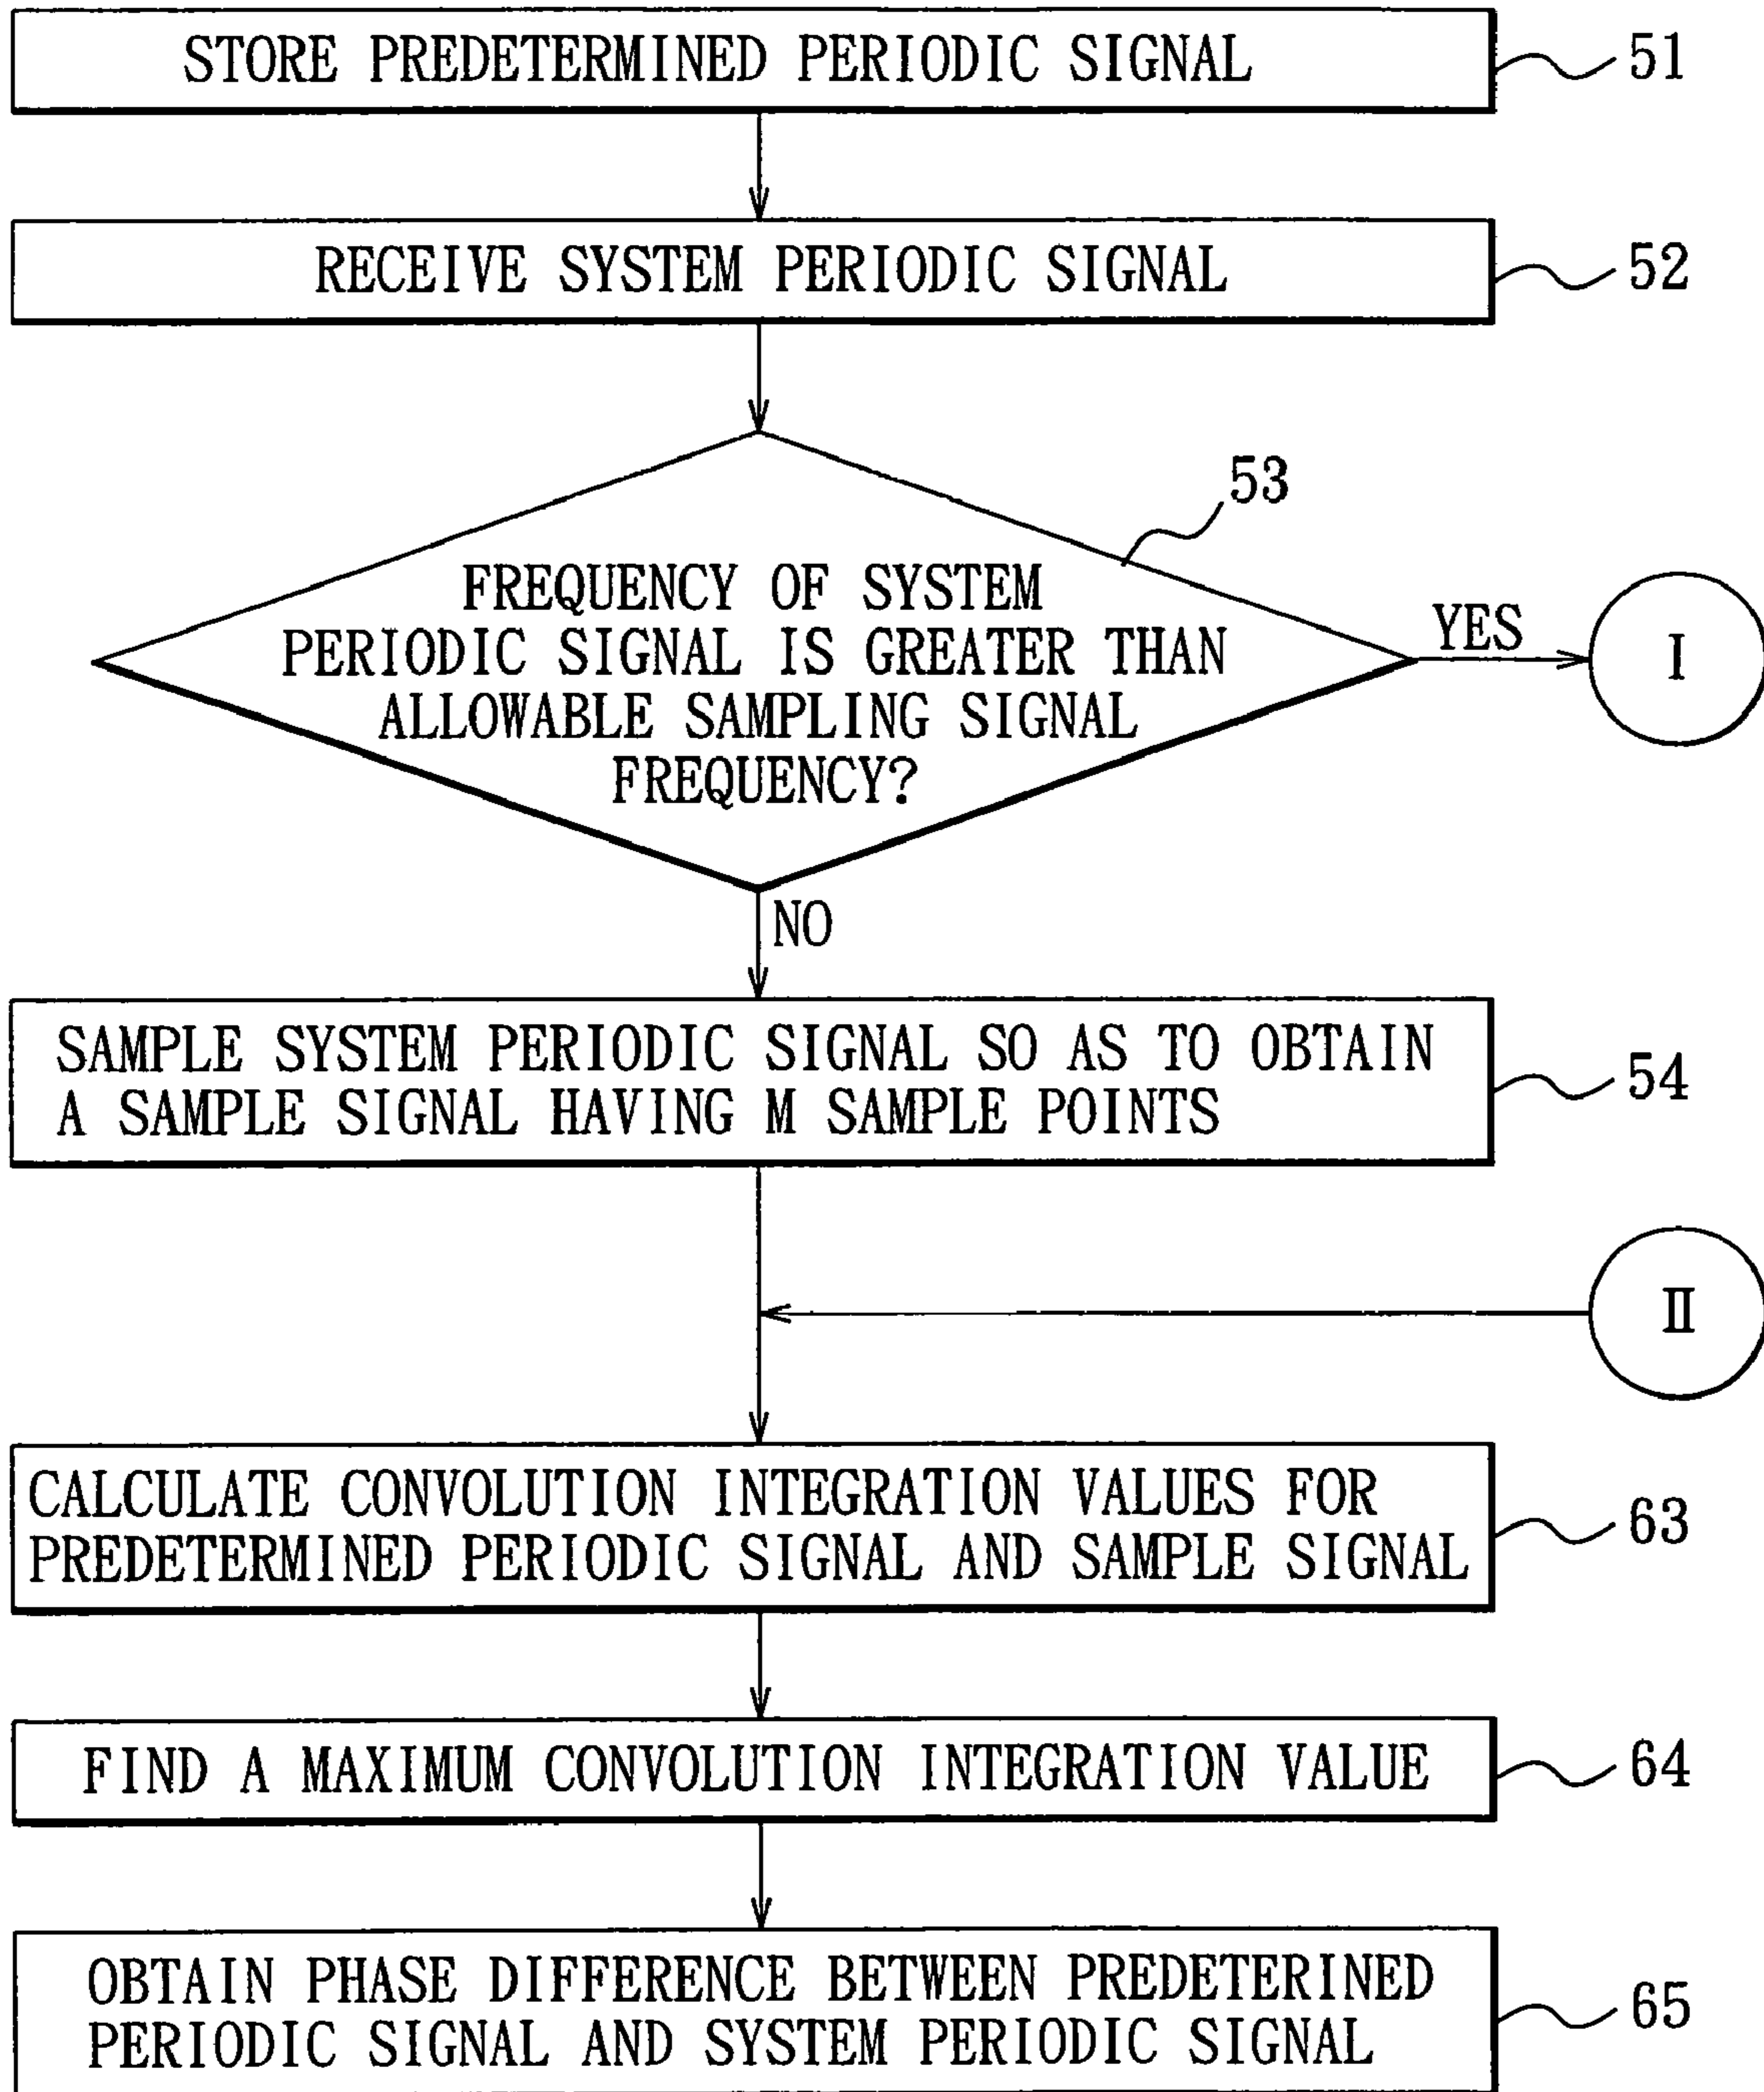 STORE PREDETERMINED PERIODIC SIGNAL
51
RECEIVE SYSTEM PERIODIC SIGNAL
52
53
FREQUENCY OF SYSTEM
PERIODIC SIGNAL IS GREATER THAN
ALLOWABLE SAMPLING SIGNAL
FREQUENCY?
YES
I
NO
SAMPLE SYSTEM PERIODIC SIGNAL SO AS TO OBTAIN
A SAMPLE SIGNAL HAVING M SAMPLE POINTS
54
II
CALCULATE CONVOLUTION INTEGRATION VALUES FOR
PREDETERMINED PERIODIC SIGNAL AND SAMPLE SIGNAL
63
FIND A MAXIMUM CONVOLUTION INTEGRATION VALUE
64
OBTAIN PHASE DIFFERENCE BETWEEN PREDETERINED
PERIODIC SIGNAL AND SYSTEM PERIODIC SIGNAL
65